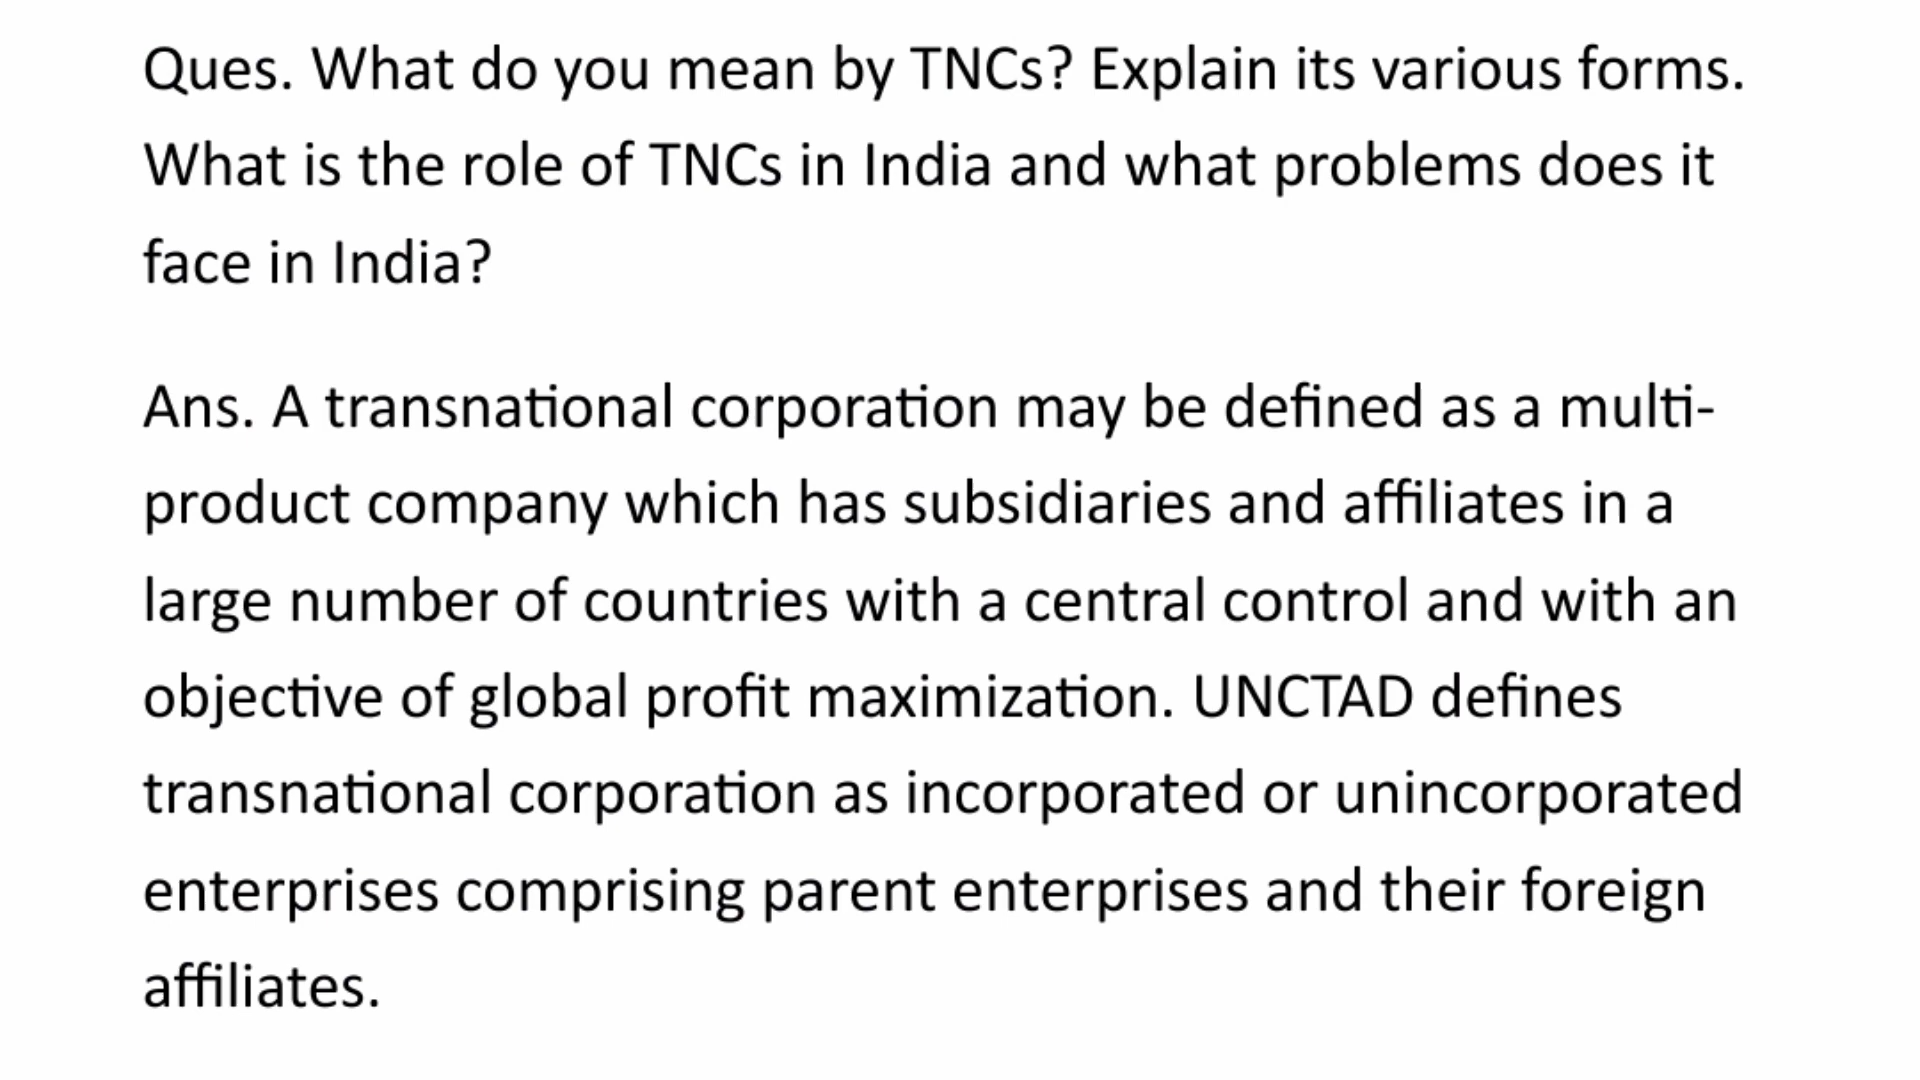 Ques. What do you mean by TNCs? Explain its various forms.
What is the role of TNCs in India and what problems does it
face in India?
Ans. A transnational corporation may be defined as a multi-
product company which has subsidiaries and affiliates in a
large number of countries with a central control and with an
objective of global profit maximization. UNCTAD defines
transnational corporation as incorporated or unincorporated
enterprises comprising parent enterprises and their foreign
affiliates.